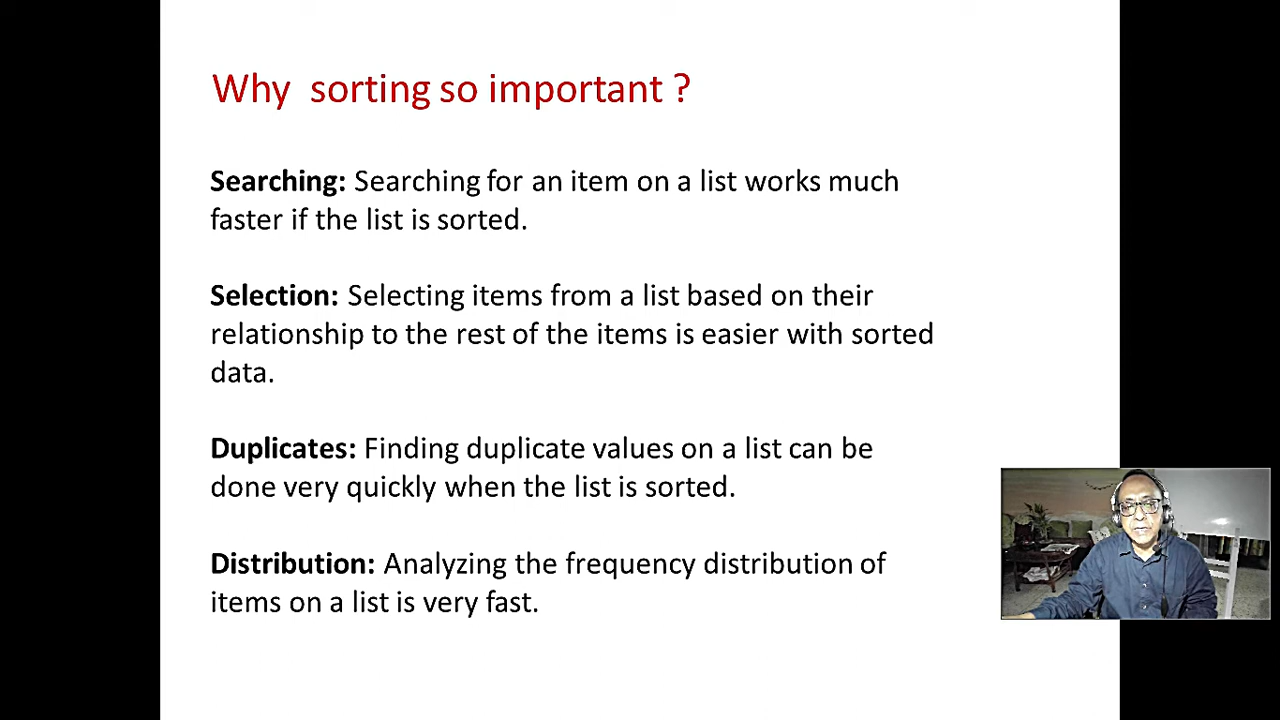 Why sorting so important ?
Searching: Searching for an item on a list works much
faster if the list is sorted.
Selection: Selecting items from a list based on their
relationship to the rest of the items is easier with sorted
data.
Duplicates: Finding duplicate values on a list can be
done very quickly when the list is sorted.
Distribution: Analyzing the frequency distribution of
items on a list is very fast.